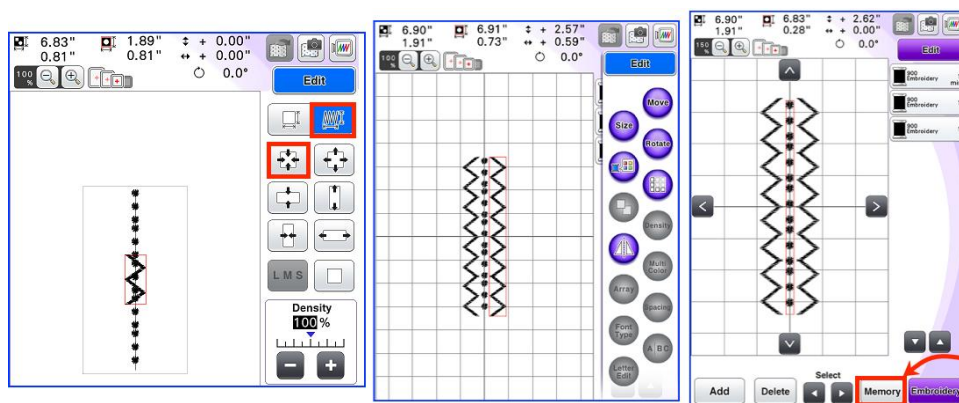 6.83" 1.89" + 0.00"
0.81" 0.81" + 0.00"
0.0°
100 %
Edit
L M S
Density
100 %
6.90" 6.91" + 2.57"
1.91" 0.73" + 0.59"
0.0°
100 %
Edit
Move
Size
Rotate
Density
Multi
Color
Array
Spacing
Font
Type
A BC
Letter
Edit
6.90" 6.83" + 2.62"
1.91" 0.28" + 0.00"
0.0°
150 %
Edit
900
Embroidery
900
Embroidery
900
Embroidery
Select
Add Delete Memory Embroidery